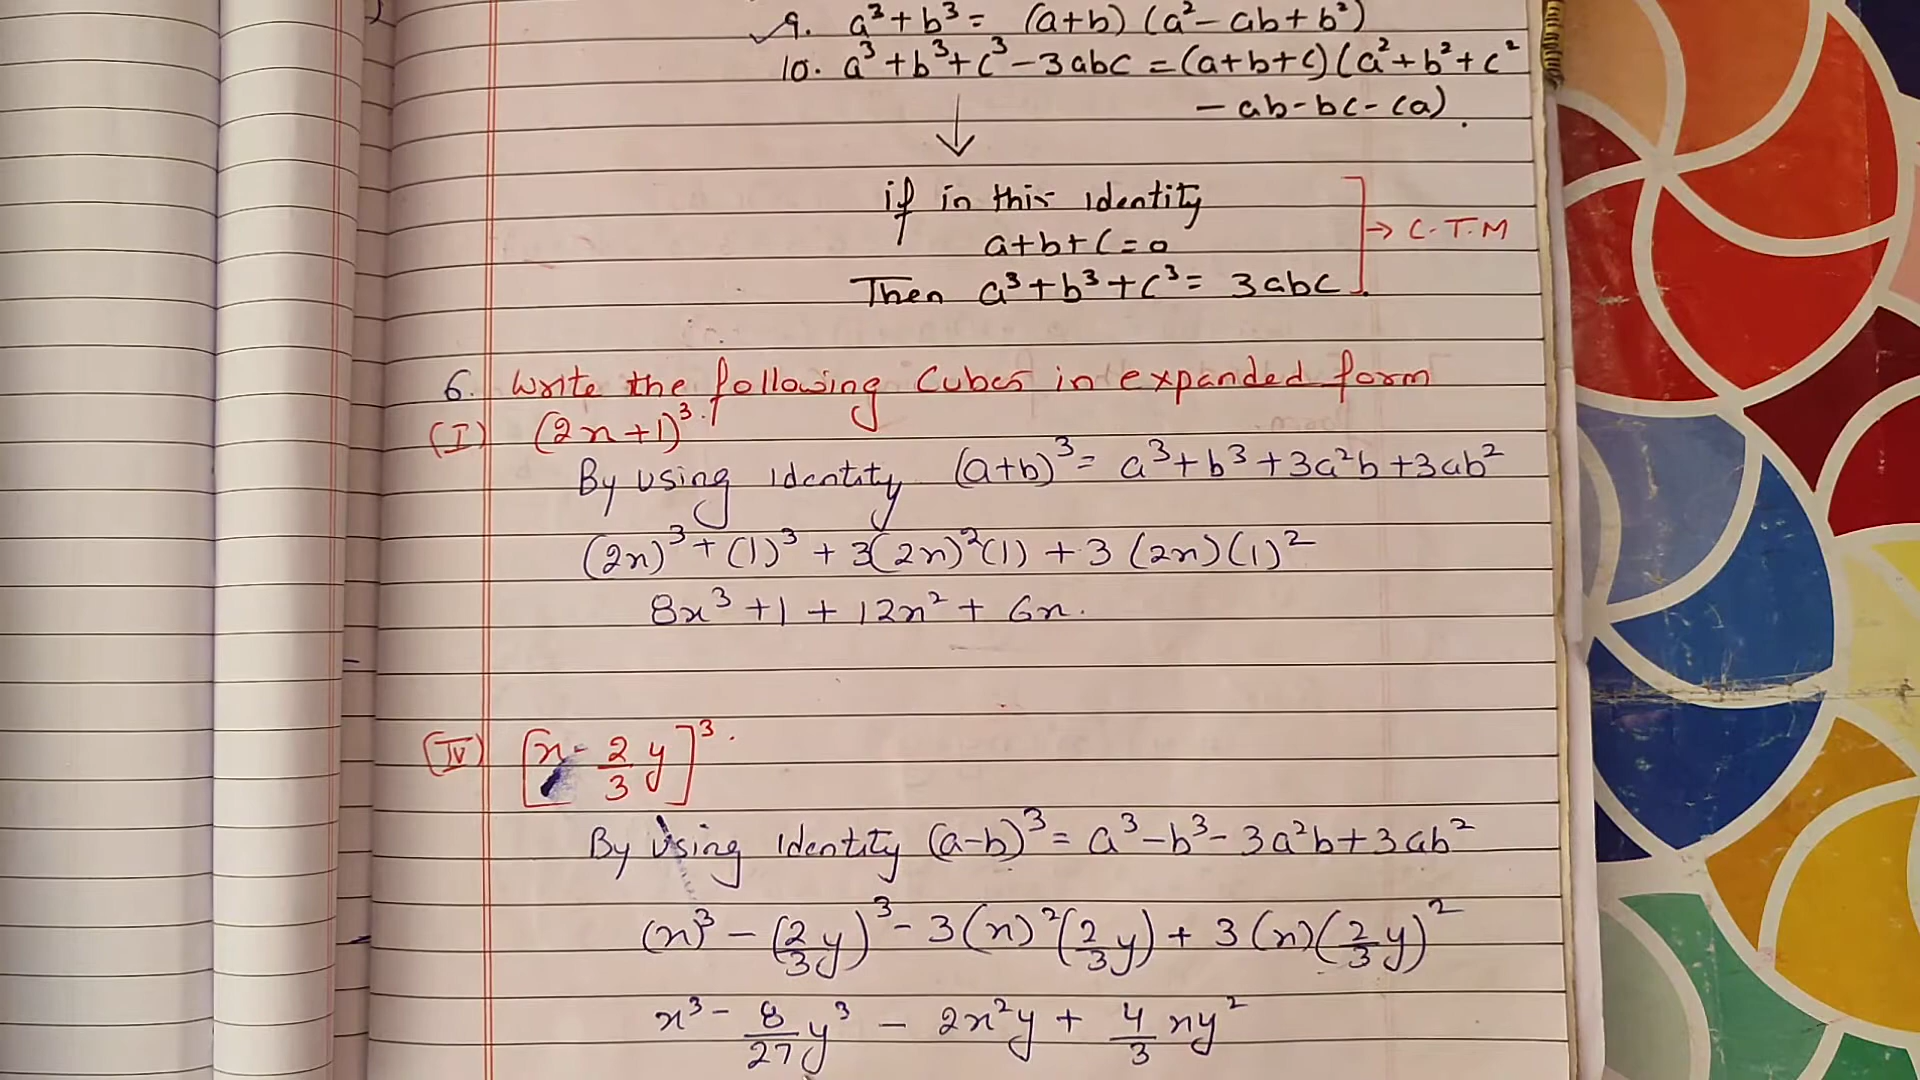 9. a³ + b³ = (a+b) (a² - ab + b²)
10. a³ + b³ + c³ - 3abc = (a+b+c) (a² + b² + c²
- ab - bc - ca).
↓
if in this identity
a+b+c = 0
Then a³ + b³ + c³ = 3abc.
→ C.T.M
6. Write the following Cubes in expanded form
(I) (2x+1)³.
By using identity (a+b)³ = a³ + b³ + 3a²b + 3ab²
(2x)³ + (1)³ + 3(2x)²(1) + 3(2x)(1)²
8x³ + 1 + 12x² + 6x.
(IV) [x - 2/3 y]³.
By using Identity (a-b)³ = a³ - b³ - 3a²b + 3ab²
(x)³ - (2/3 y)³ - 3(x)²(2/3 y) + 3(x)(2/3 y)²
x³ - 8/27 y³ - 2x²y + 4/3 xy²